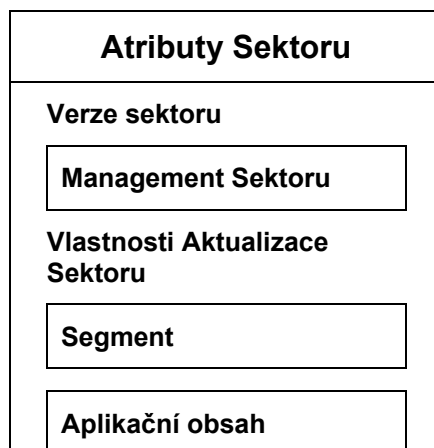 Atributy Sektoru
Verze sektoru
Management Sektoru
Vlastnosti Aktualizace
Sektoru
Segment
Aplikační obsah